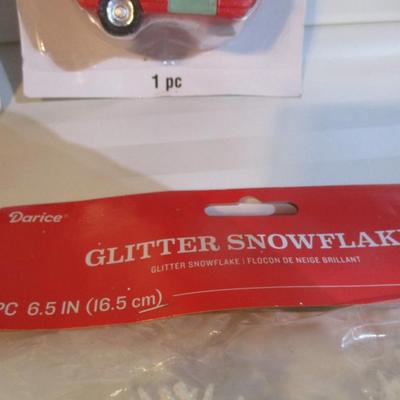 1 pc
Darice®
GLITTER SNOWFLAK
GLITTER SNOWFLAKE | FLOCON DE NEIGE BRILLANT
PC 6.5 IN (16.5 cm)